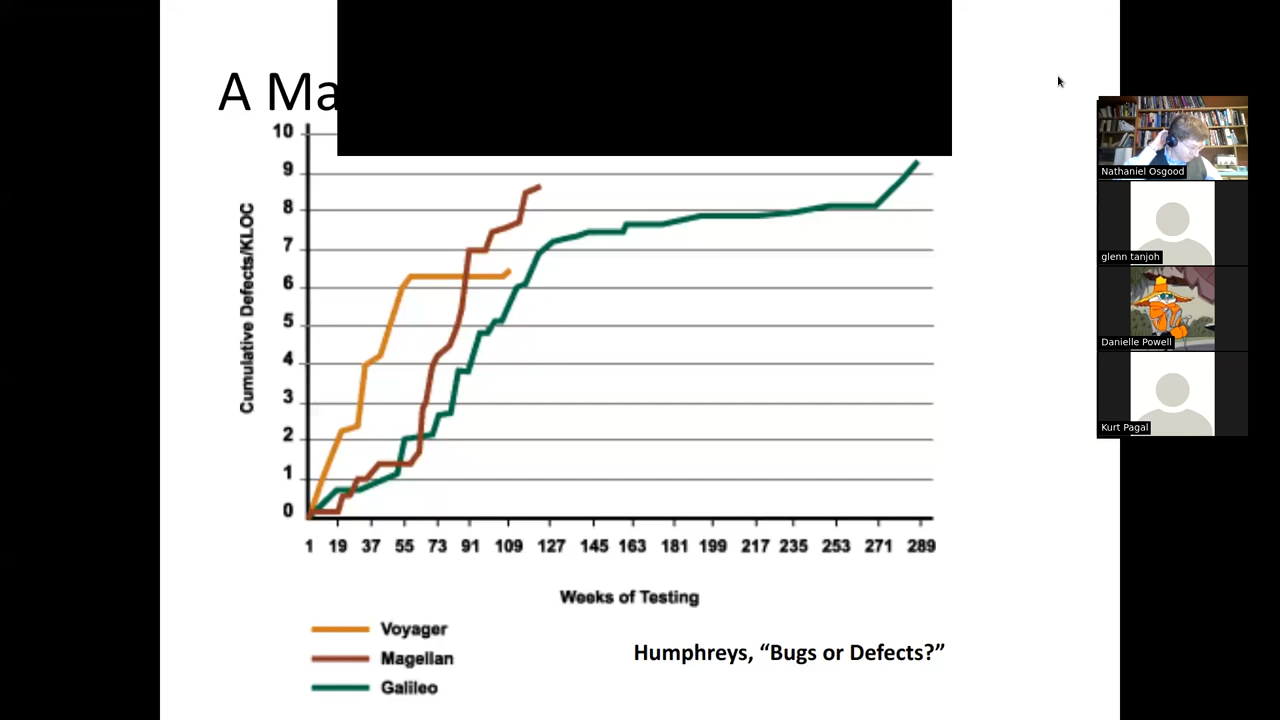 A Ma
10
9
8
7
6
5
4
3
2
1
0
Cumulative Defects/KLOC
1 19 37 55 73 91 109 127 145 163 181 199 217 235 253 271 289
Weeks of Testing
Voyager
Magellan
Galileo
Humphreys, “Bugs or Defects?”
Nathaniel Osgood
glenn tanjoh
Danielle Powell
Kurt Pagal